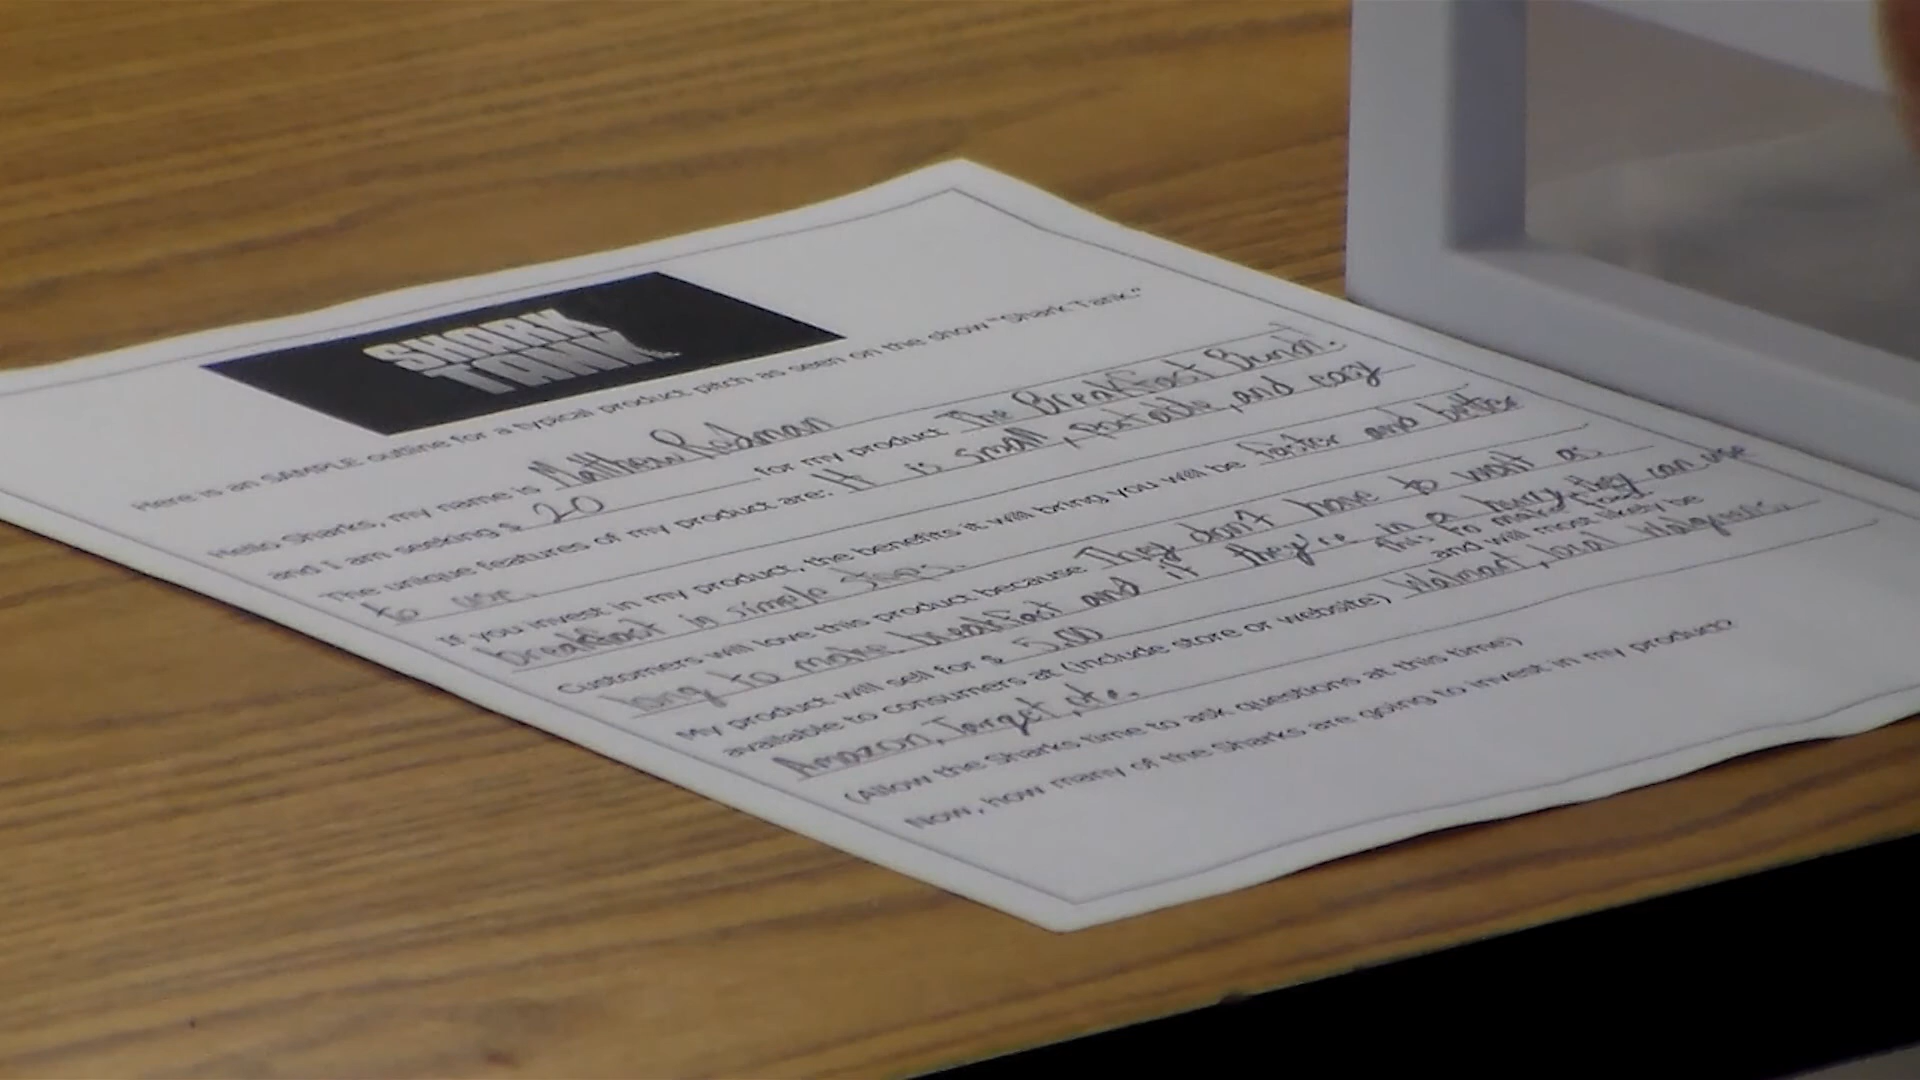 SHARK
TANK
Here is an SAMPLE outline for a typical product pitch as seen on the show "Shark Tank."
Hello Sharks, my name is Matthew Redman
and I am seeking $ 20 for my product The Breakfast Bunch.
The unique features of my product are: It is small, portable, and easy
to use.
If you invest in my product, the benefits it will bring you will be faster and better
breakfast in simple steps.
Customers will love this product because They don't have to wait as
long to make breakfast and if they're in a hurry, they can use
this to make food.
My product will sell for $ 5.00 and will most likely be
available to consumers at (include store or website) Walmart, local Walgreens,
Amazon, Target, etc.
(Allow the Sharks time to ask questions at this time)
Now, how many of the Sharks are going to invest in my product?